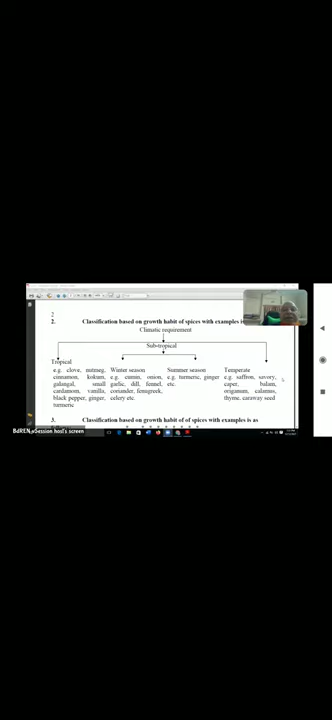 2
2. Classification based on growth habit of spices with examples is
Climatic requirement
Sub-tropical
Tropical
e.g. clove, nutmeg,
cinnamon, kokum,
galangal, small
cardamom, vanilla,
black pepper, ginger,
turmeric
Winter season
e.g. cumin, onion,
garlic, dill, fennel,
coriander, fenugreek,
celery etc.
Summer season
e.g. turmeric, ginger
etc.
Temperate
e.g. saffron, savory,
caper, balam,
origanum, calamus,
thyme, caraway seed
3. Classification based on growth habit of of spices with examples is as
BdREN_Session host's screen